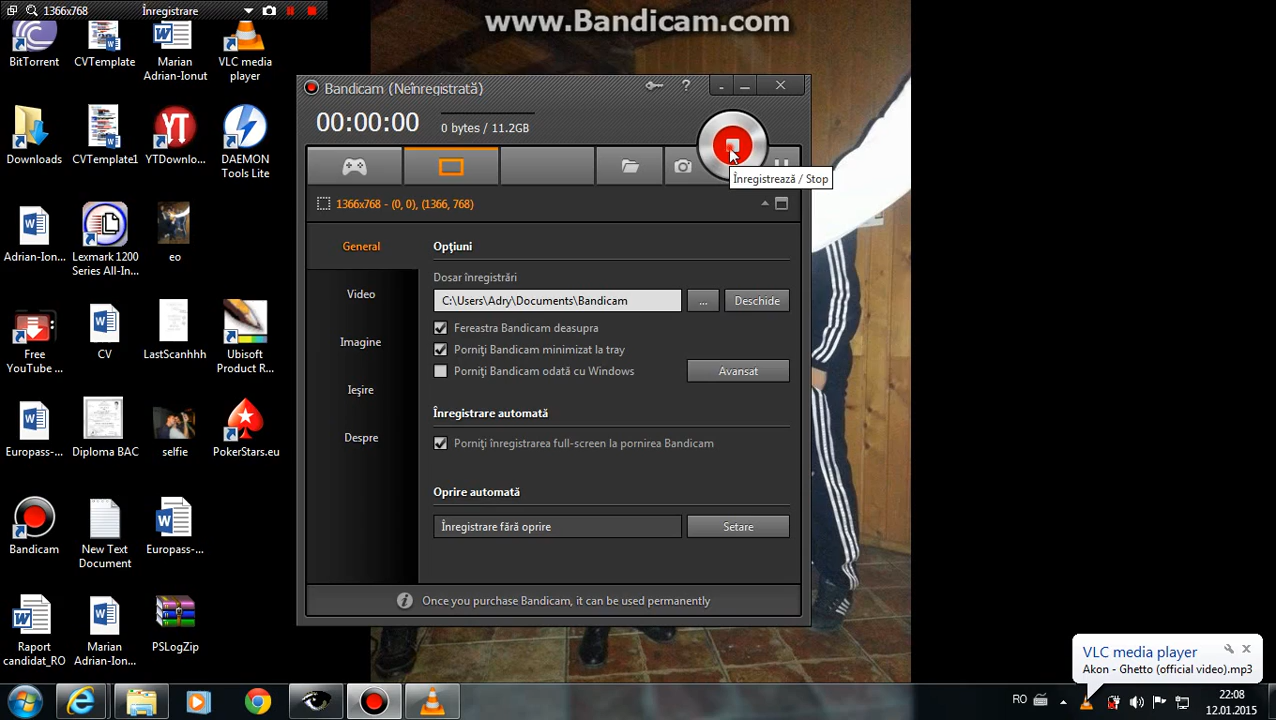 1366x768
Înregistrare
www.Bandicam.com
BitTorrent
CVTemplate
Marian
Adrian-Ionut
VLC media
player
Downloads
CVTemplate1
YTDownlo...
DAEMON
Tools Lite
Adrian-Ion...
Lexmark 1200
Series All-In...
eo
Free
YouTube ...
CV
LastScanhhh
Ubisoft
Product R...
Europass-...
Diploma BAC
selfie
PokerStars.eu
Bandicam
New Text
Document
Europass-...
Raport
candidat_RO
Marian
Adrian-Ion...
PSLogZip
Bandicam (Neînregistrată)
?
00:00:00
0 bytes / 11.2GB
Înregistrează / Stop
1366x768 - (0, 0), (1366, 768)
General
Video
Imagine
Ieşire
Despre
Opţiuni
Dosar înregistrări
C:\Users\Adry\Documents\Bandicam
...
Deschide
Fereastra Bandicam deasupra
Porniţi Bandicam minimizat la tray
Porniţi Bandicam odată cu Windows
Avansat
Înregistrare automată
Porniţi înregistrarea full-screen la pornirea Bandicam
Oprire automată
Înregistrare fără oprire
Setare
Once you purchase Bandicam, it can be used permanently
VLC media player
Akon - Ghetto (official video).mp3
RO
22:08
12.01.2015